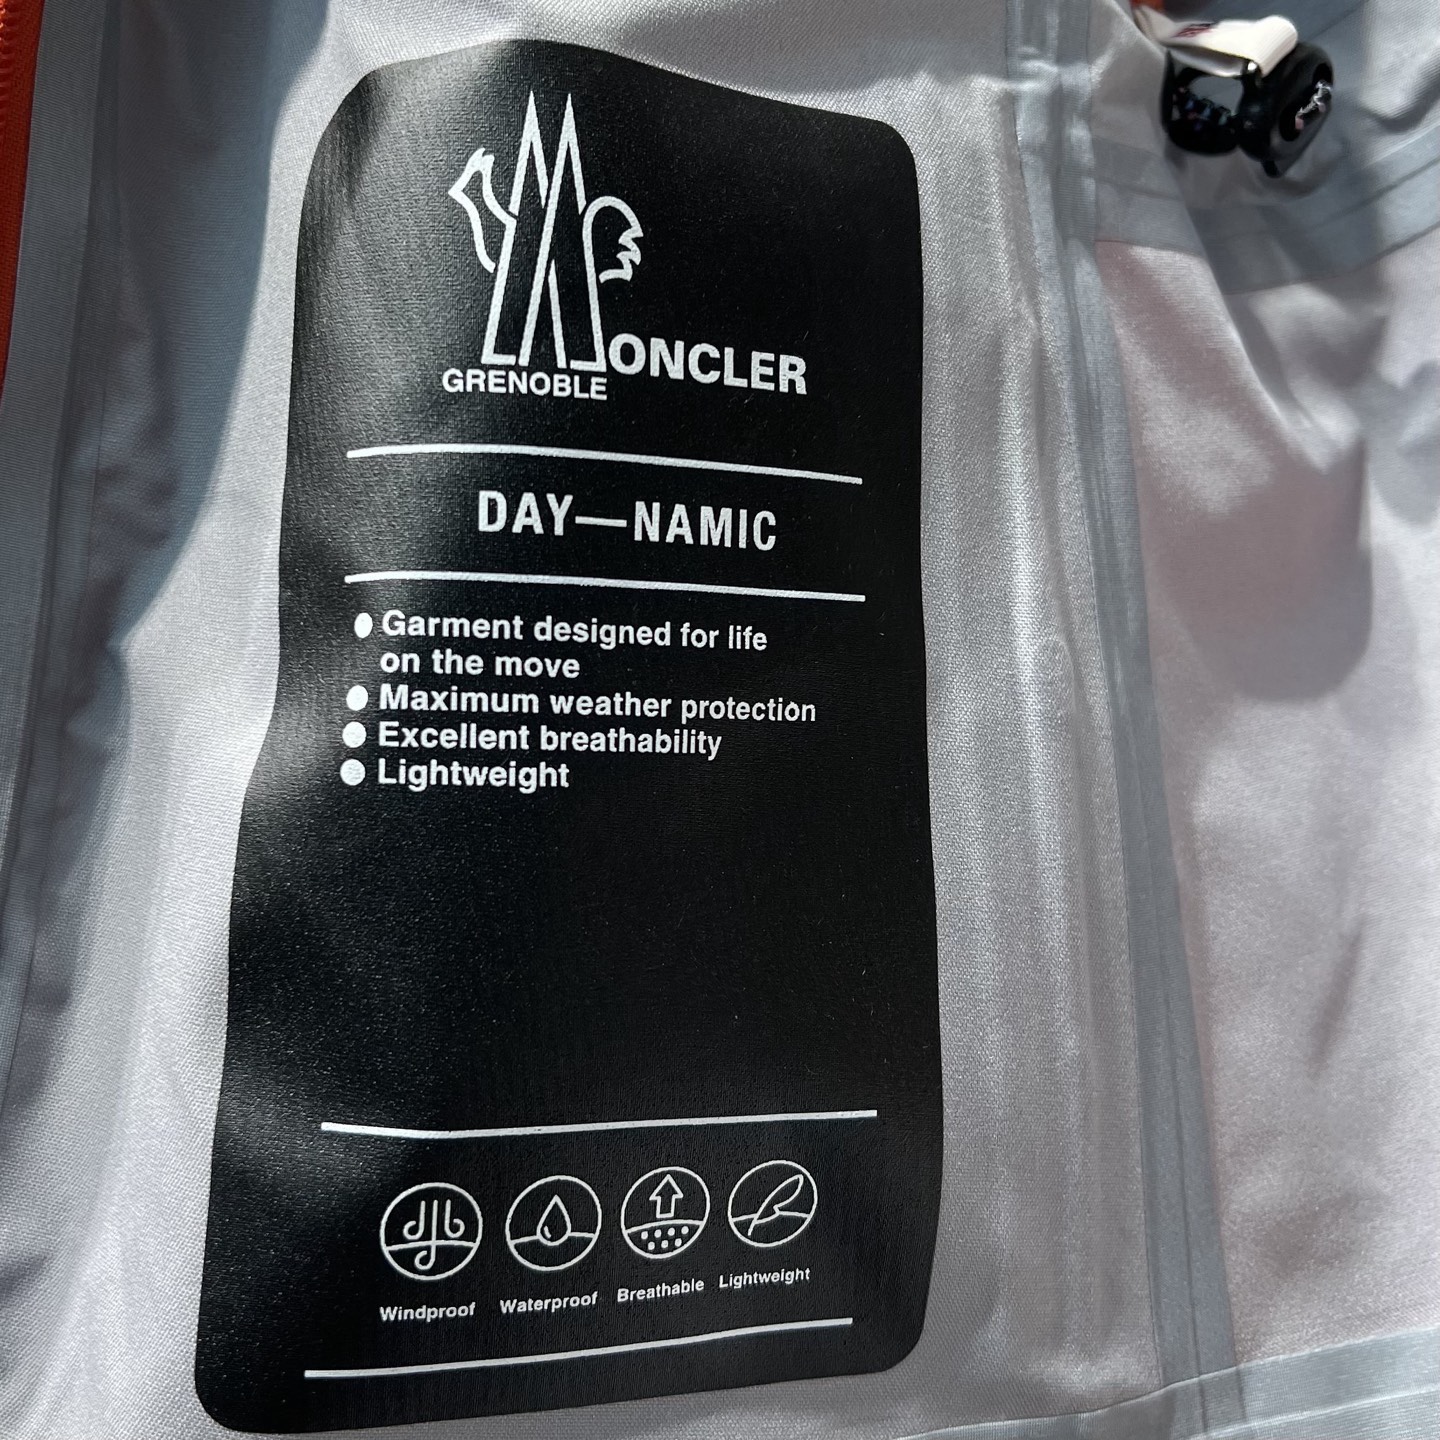 MONCLER
GRENOBLE
DAY—NAMIC
● Garment designed for life
on the move
● Maximum weather protection
● Excellent breathability
● Lightweight
Windproof Waterproof Breathable Lightweight